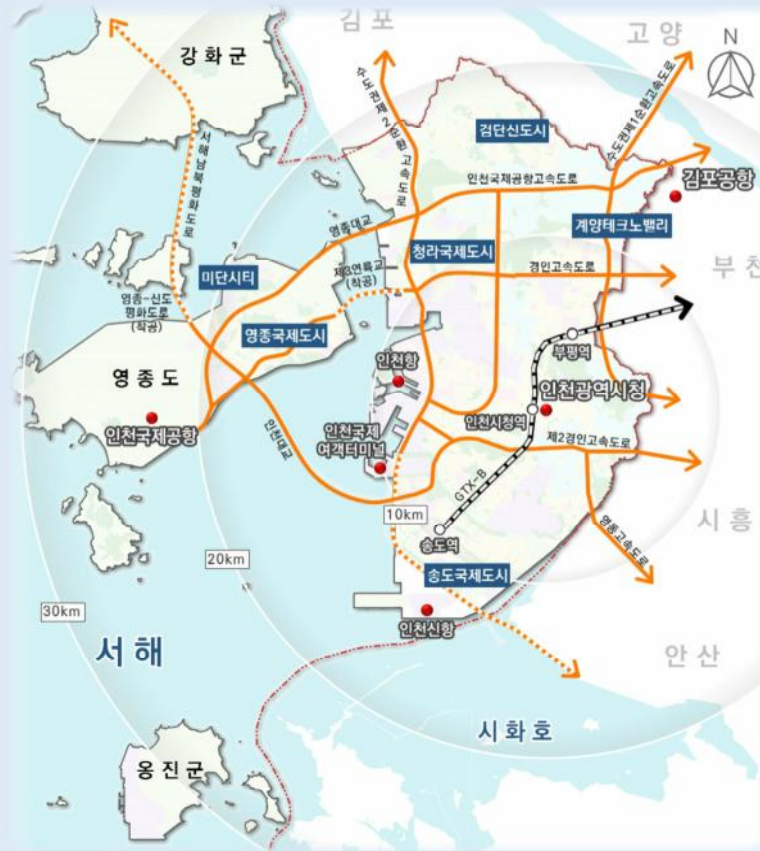 김포
고양
N
강화군
수도권제2순환고속도로
수도권제1순환고속도로
서해남북평화도로
검단신도시
인천국제공항고속도로
김포공항
영종대교
계양테크노밸리
청라국제도시
제3연륙교
(착공)
경인고속도로
부천
미단시티
영종-신도
평화도로
(착공)
영종국제도시
부평역
영종도
인천항
인천광역시청
인천시청역
인천국제공항
인천대교
인천국제
여객터미널
제2경인고속도로
GTX-B
10km
시흥
송도역
영종고속도로
20km
송도국제도시
30km
인천신항
서해
안산
시화호
옹진군